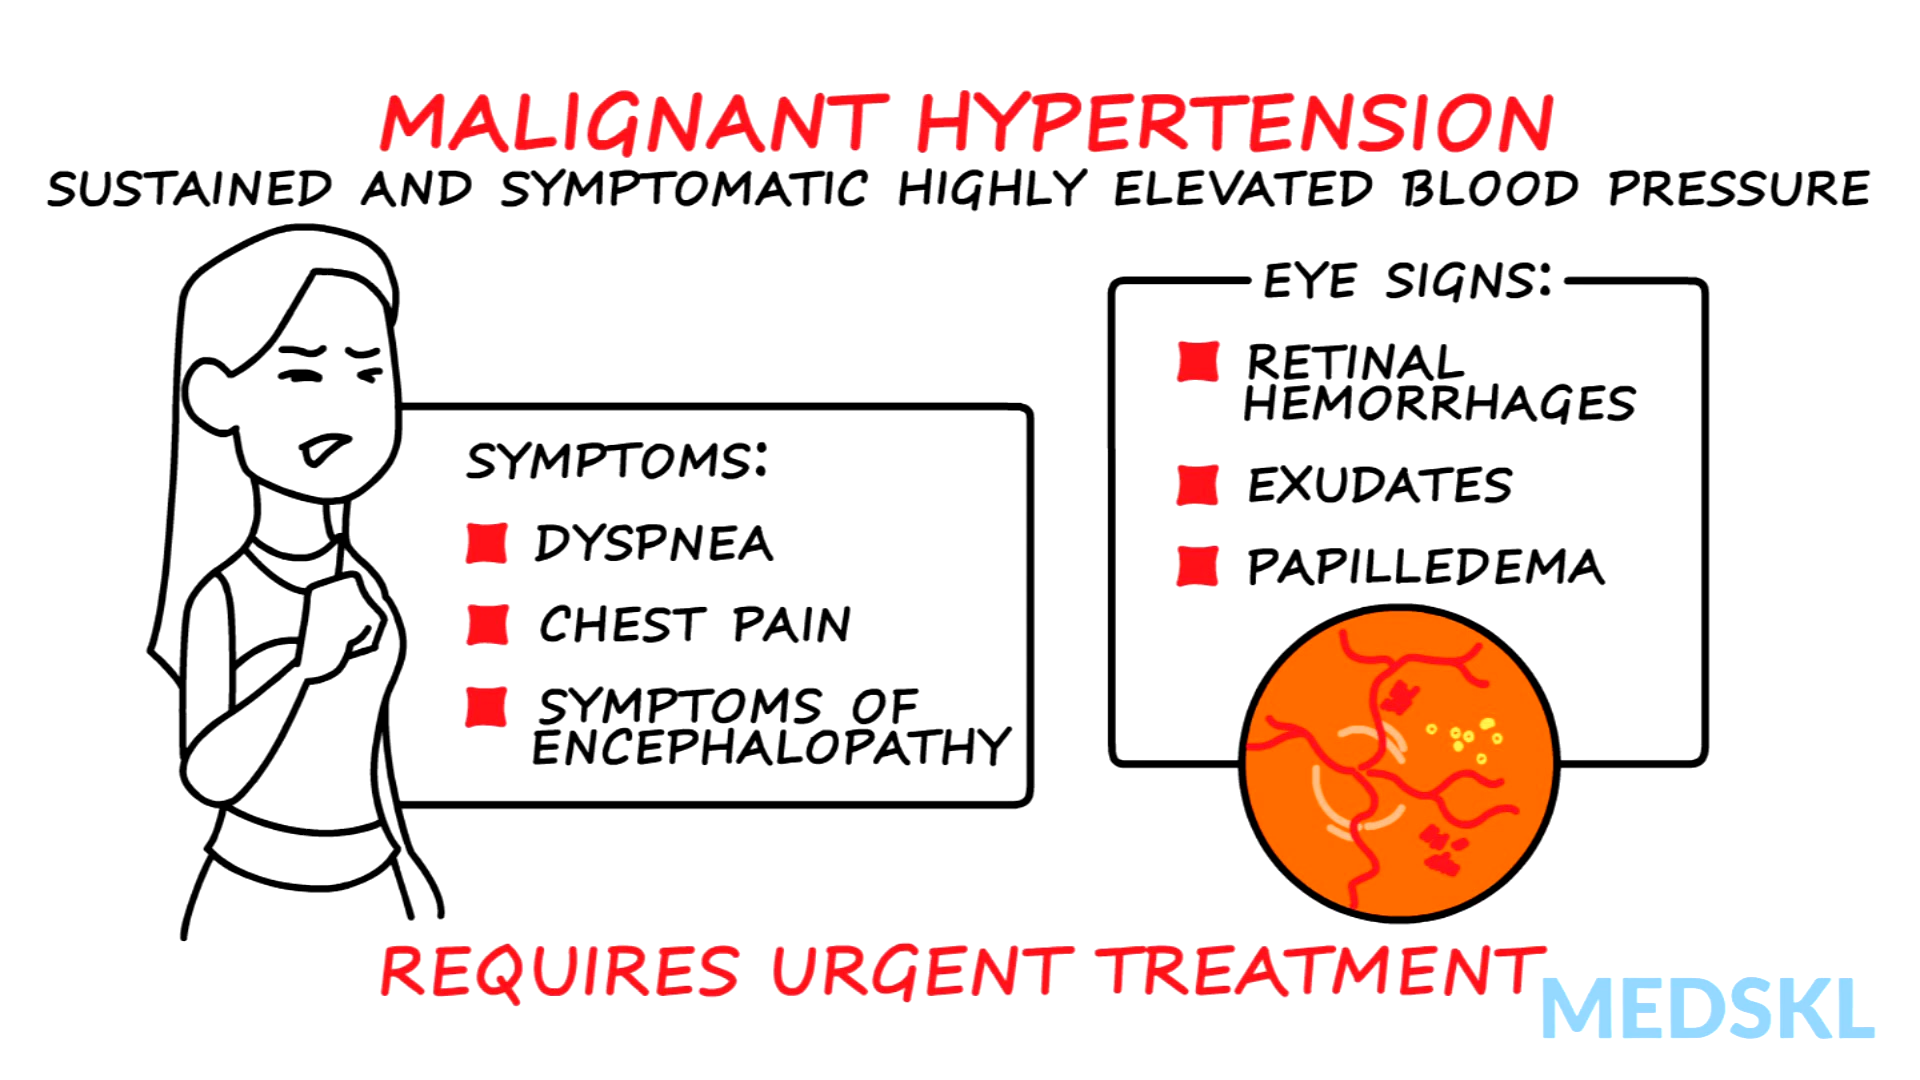 MALIGNANT HYPERTENSION
SUSTAINED AND SYMPTOMATIC HIGHLY ELEVATED BLOOD PRESSURE
SYMPTOMS:
DYSPNEA
CHEST PAIN
SYMPTOMS OF
ENCEPHALOPATHY
EYE SIGNS:
RETINAL
HEMORRHAGES
EXUDATES
PAPILLEDEMA
REQUIRES URGENT TREATMENT
MEDSKL